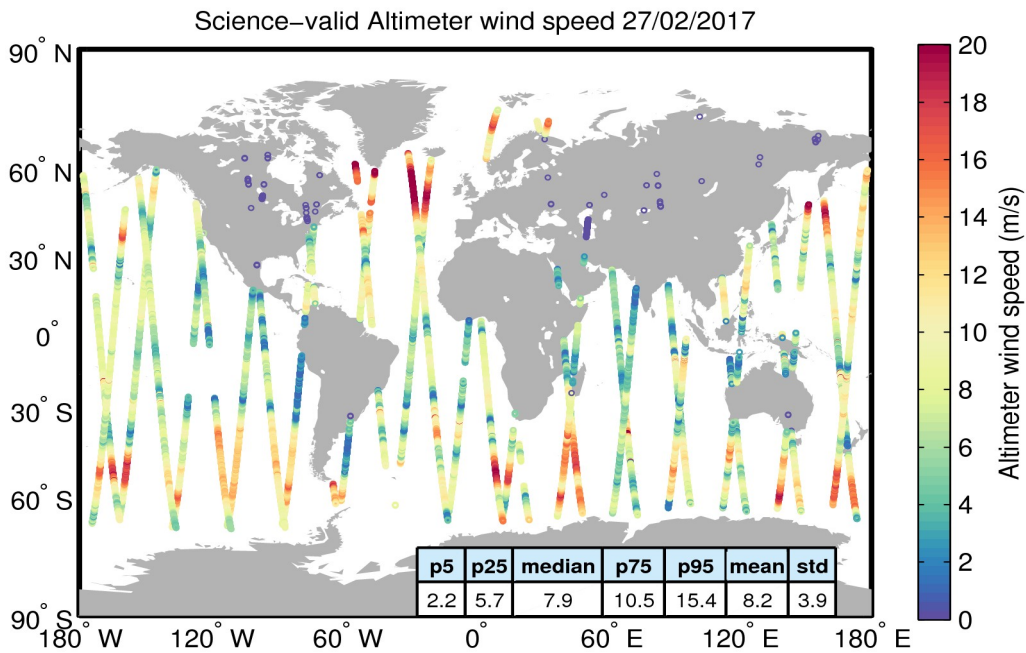 Science−valid Altimeter wind speed 27/02/2017
90° N
60° N
30° N
0°
30° S
60° S
90° S
180° W
120° W
60° W
0°
60° E
120° E
180° E
p5 p25 median p75 p95 mean std
2.2 5.7 7.9 10.5 15.4 8.2 3.9
20
18
16
14
12
10
8
6
4
2
0
Altimeter wind speed (m/s)